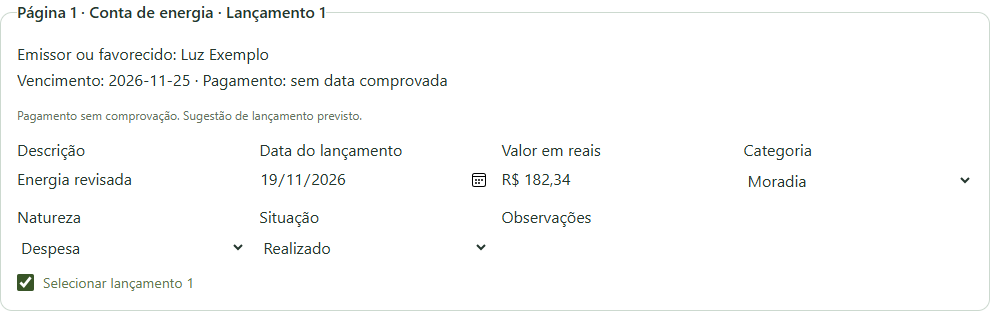 Página 1 · Conta de energia · Lançamento 1
Emissor ou favorecido: Luz Exemplo
Vencimento: 2026-11-25 · Pagamento: sem data comprovada
Pagamento sem comprovação. Sugestão de lançamento previsto.
Descrição Data do lançamento Valor em reais Categoria
Energia revisada 19/11/2026 R$ 182,34 Moradia
Natureza Situação Observações
Despesa Realizado
Selecionar lançamento 1